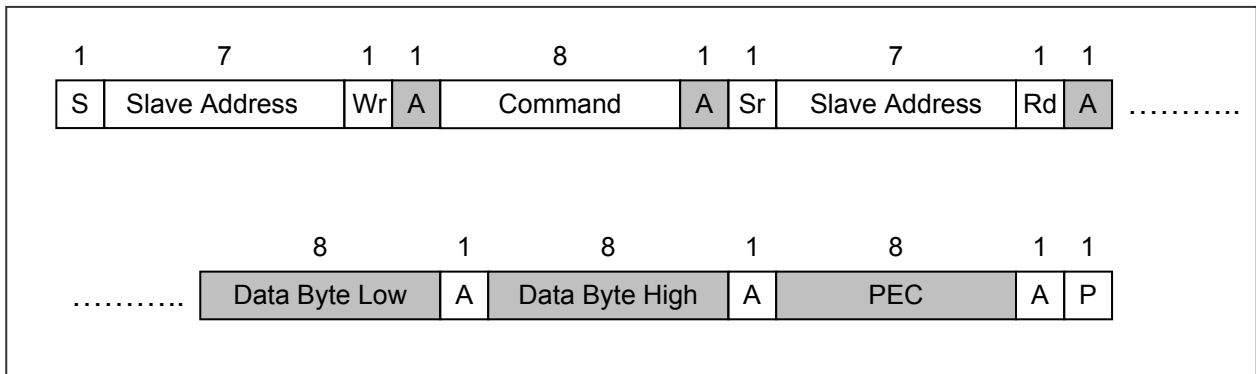 1 7 1 1 8 1 1 7 1 1
S Slave Address Wr A Command A Sr Slave Address Rd A ...........
8 1 8 1 8 1 1
........... Data Byte Low A Data Byte High A PEC A P